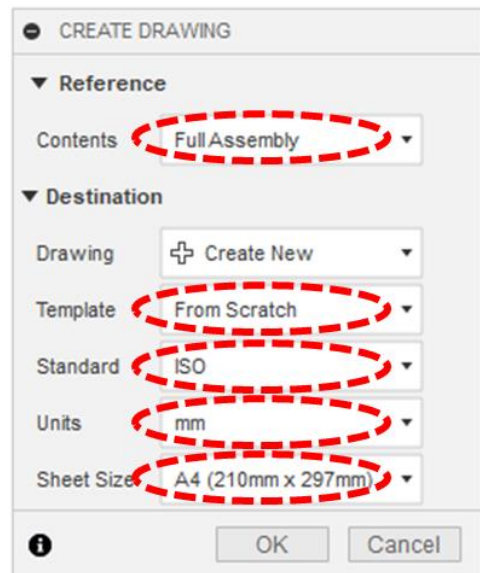 CREATE DRAWING
Reference
Contents Full Assembly
Destination
Drawing Create New
Template From Scratch
Standard ISO
Units mm
Sheet Size A4 (210mm x 297mm)
OK Cancel